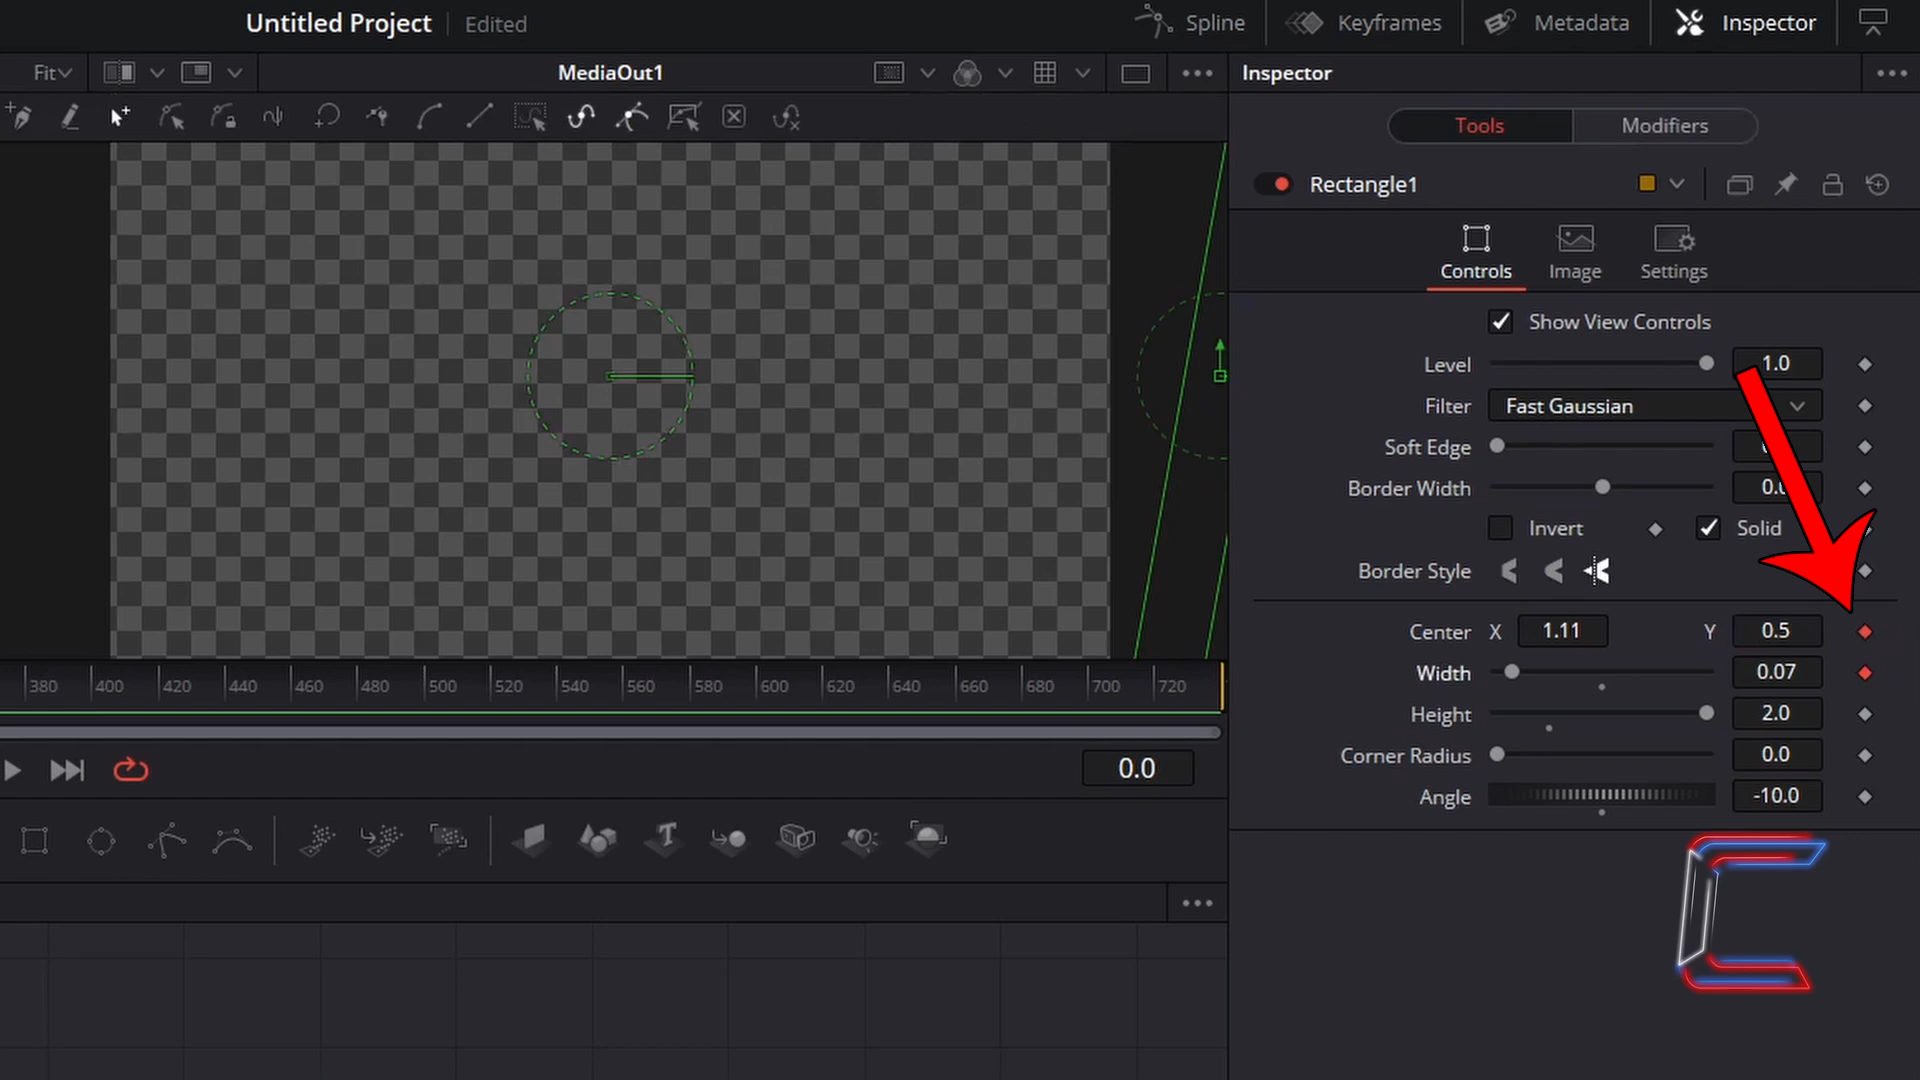 Untitled Project Edited Spline Keyframes Metadata Inspector
Fit MediaOut1 Inspector
Tools Modifiers
Rectangle1
Controls Image Settings
Show View Controls
Level 1.0
Filter Fast Gaussian
Soft Edge
Border Width
Invert Solid
Border Style
Center X 1.11 Y 0.5
Width 0.07
Height 2.0
Corner Radius 0.0
Angle -10.0
380 400 420 440 460 480 500 520 540 560 580 600 620 640 660 680 700 720
0.0